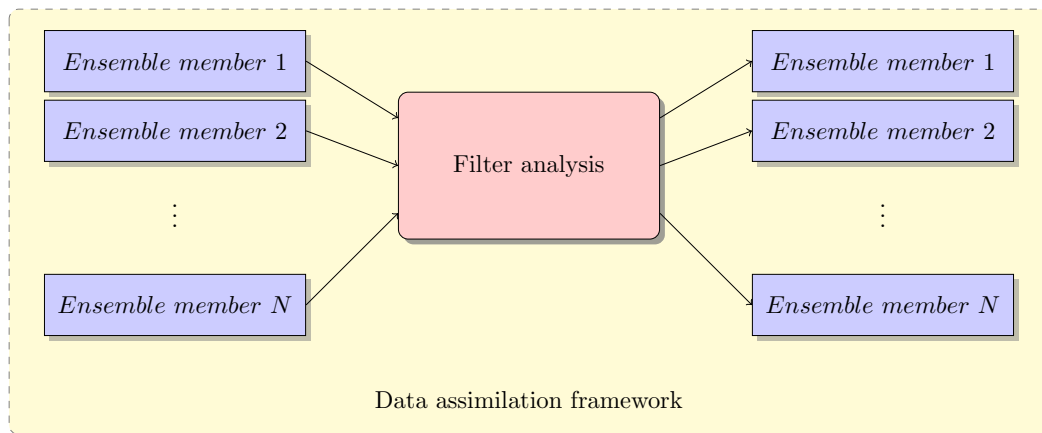 Ensemble member 1
Ensemble member 2
⋮
Ensemble member N
Filter analysis
Ensemble member 1
Ensemble member 2
⋮
Ensemble member N
Data assimilation framework